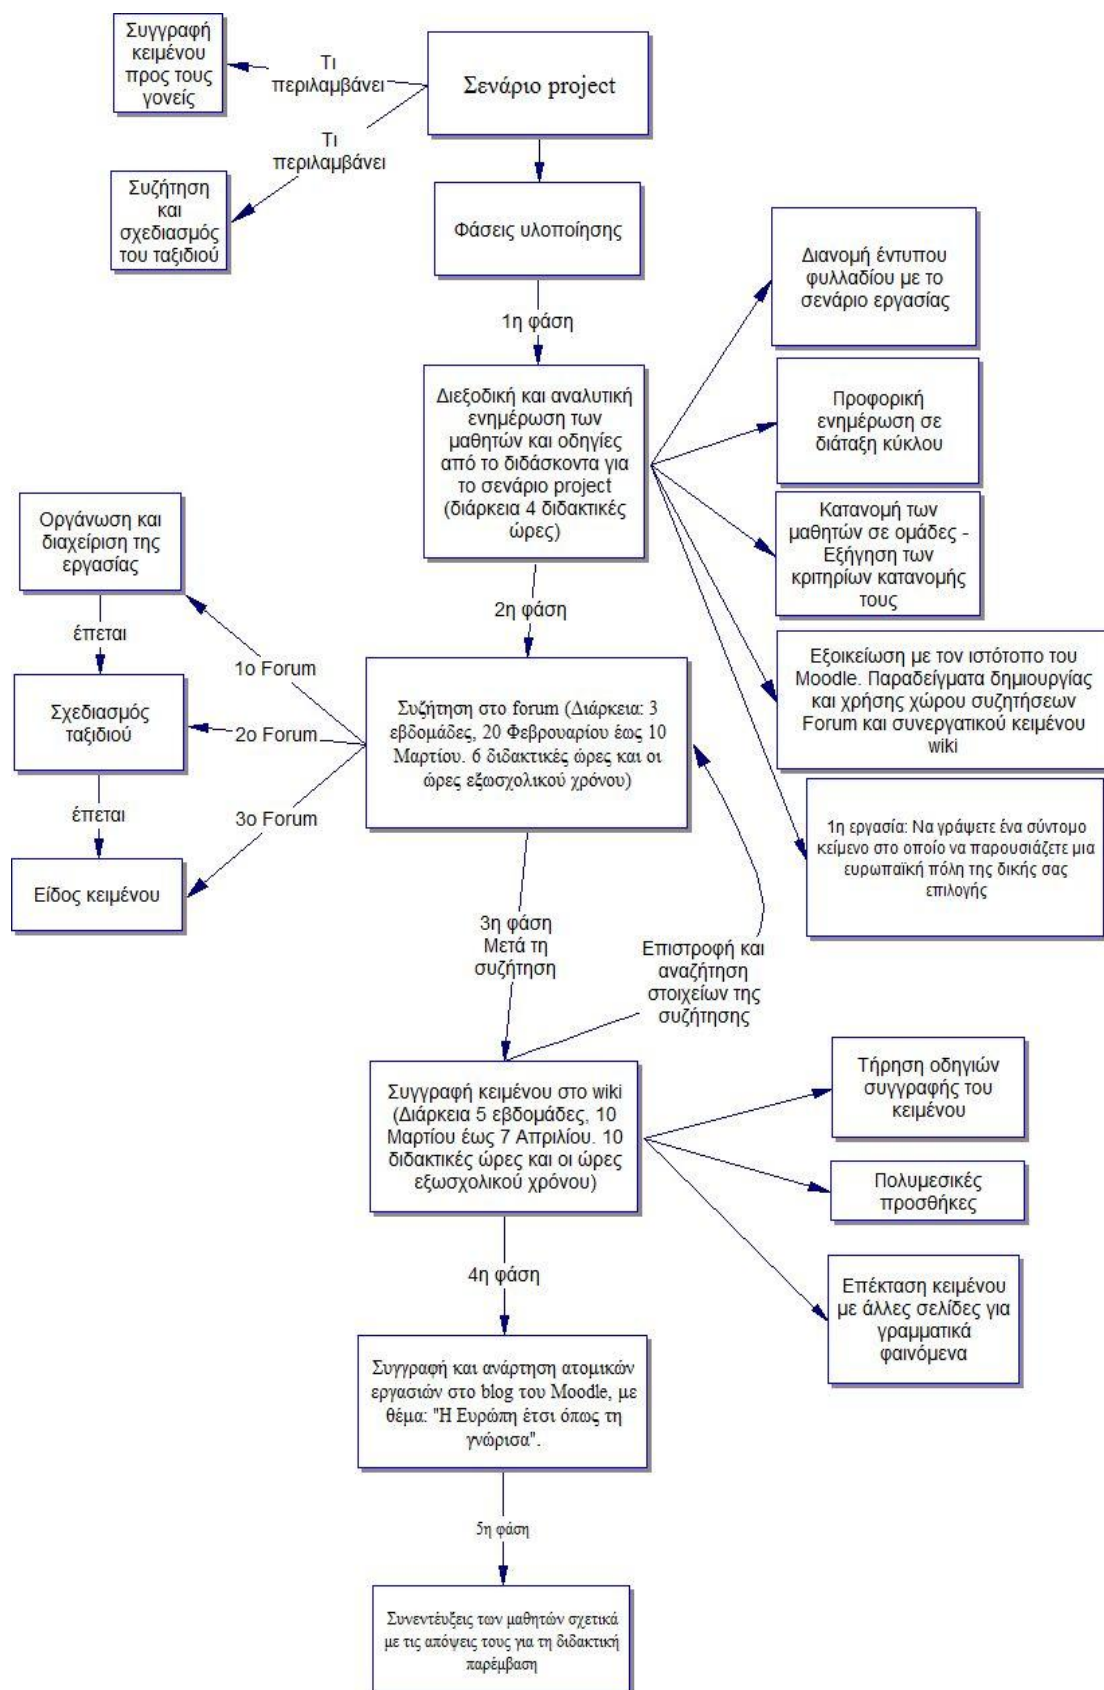 Συγγραφή
κειμένου
προς τους
γονείς
Τι
περιλαμβάνει
Σενάριο project
Τι
περιλαμβάνει
Συζήτηση
και
σχεδιασμός
του ταξιδιού
Φάσεις υλοποίησης
Διανομή έντυπου
φυλλαδίου με το
σενάριο εργασίας
1η φάση
Διεξοδική και αναλυτική
ενημέρωση των
μαθητών και οδηγίες
από το διδάσκοντα για
το σενάριο project
(διάρκεια 4 διδακτικές
ώρες)
Προφορική
ενημέρωση σε
διάταξη κύκλου
Κατανομή των
μαθητών σε ομάδες -
Εξήγηση των
κριτηρίων κατανομής
τους
Οργάνωση και
διαχείριση της
εργασίας
2η φάση
έπεται
1ο Forum
Εξοικείωση με τον ιστότοπο του
Moodle. Παραδείγματα δημιουργίας
και χρήσης χώρου συζητήσεων
Forum και συνεργατικού κειμένου
wiki
Σχεδιασμός
ταξιδιού
2ο Forum
Συζήτηση στο forum (Διάρκεια: 3
εβδομάδες, 20 Φεβρουαρίου έως 10
Μαρτίου. 6 διδακτικές ώρες και οι
ώρες εξωσχολικού χρόνου)
έπεται
3ο Forum
1η εργασία: Να γράψετε ένα σύντομο
κείμενο στο οποίο να παρουσιάζετε μια
ευρωπαϊκή πόλη της δικής σας
επιλογής
Είδος κειμένου
3η φάση
Μετά τη
συζήτηση
Επιστροφή και
αναζήτηση
στοιχείων της
συζήτησης
Συγγραφή κειμένου στο wiki
(Διάρκεια 5 εβδομάδες, 10
Μαρτίου έως 7 Απριλίου. 10
διδακτικές ώρες και οι ώρες
εξωσχολικού χρόνου)
Τήρηση οδηγιών
συγγραφής του
κειμένου
Πολυμεσικές
προσθήκες
4η φάση
Επέκταση κειμένου
με άλλες σελίδες για
γραμματικά
φαινόμενα
Συγγραφή και ανάρτηση ατομικών
εργασιών στο blog του Moodle, με
θέμα: "Η Ευρώπη έτσι όπως τη
γνώρισα".
5η φάση
Συνεντέυξεις των μαθητών σχετικά
με τις απόψεις τους για τη διδακτική
παρέμβαση